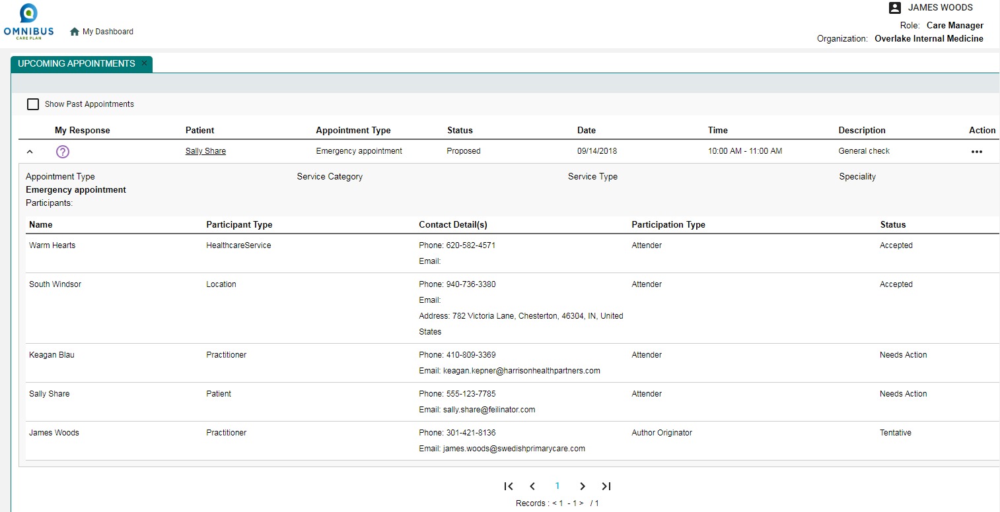 JAMES WOODS
OMNIBUS
CARE PLAN
My Dashboard
Role: Care Manager
Organization: Overlake Internal Medicine
UPCOMING APPOINTMENTS ×
Show Past Appointments
My Response Patient Appointment Type Status Date Time Description Action
? Sally Share Emergency appointment Proposed 09/14/2018 10:00 AM - 11:00 AM General check •••
Appointment Type Service Category Service Type Speciality
Emergency appointment
Participants:
Name Participant Type Contact Detail(s) Participation Type Status
Warm Hearts HealthcareService Phone: 620-582-4571 Attender Accepted
Email:
South Windsor Location Phone: 940-736-3380 Attender Accepted
Email:
Address: 782 Victoria Lane, Chesterton, 46304, IN, United
States
Keagan Blau Practitioner Phone: 410-809-3369 Attender Needs Action
Email: keagan.kepner@harrisonhealthpartners.com
Sally Share Patient Phone: 555-123-7785 Attender Needs Action
Email: sally.share@feilinator.com
James Woods Practitioner Phone: 301-421-8136 Author Originator Tentative
Email: james.woods@swedishprimarycare.com
1
Records : < 1 - 1 > / 1